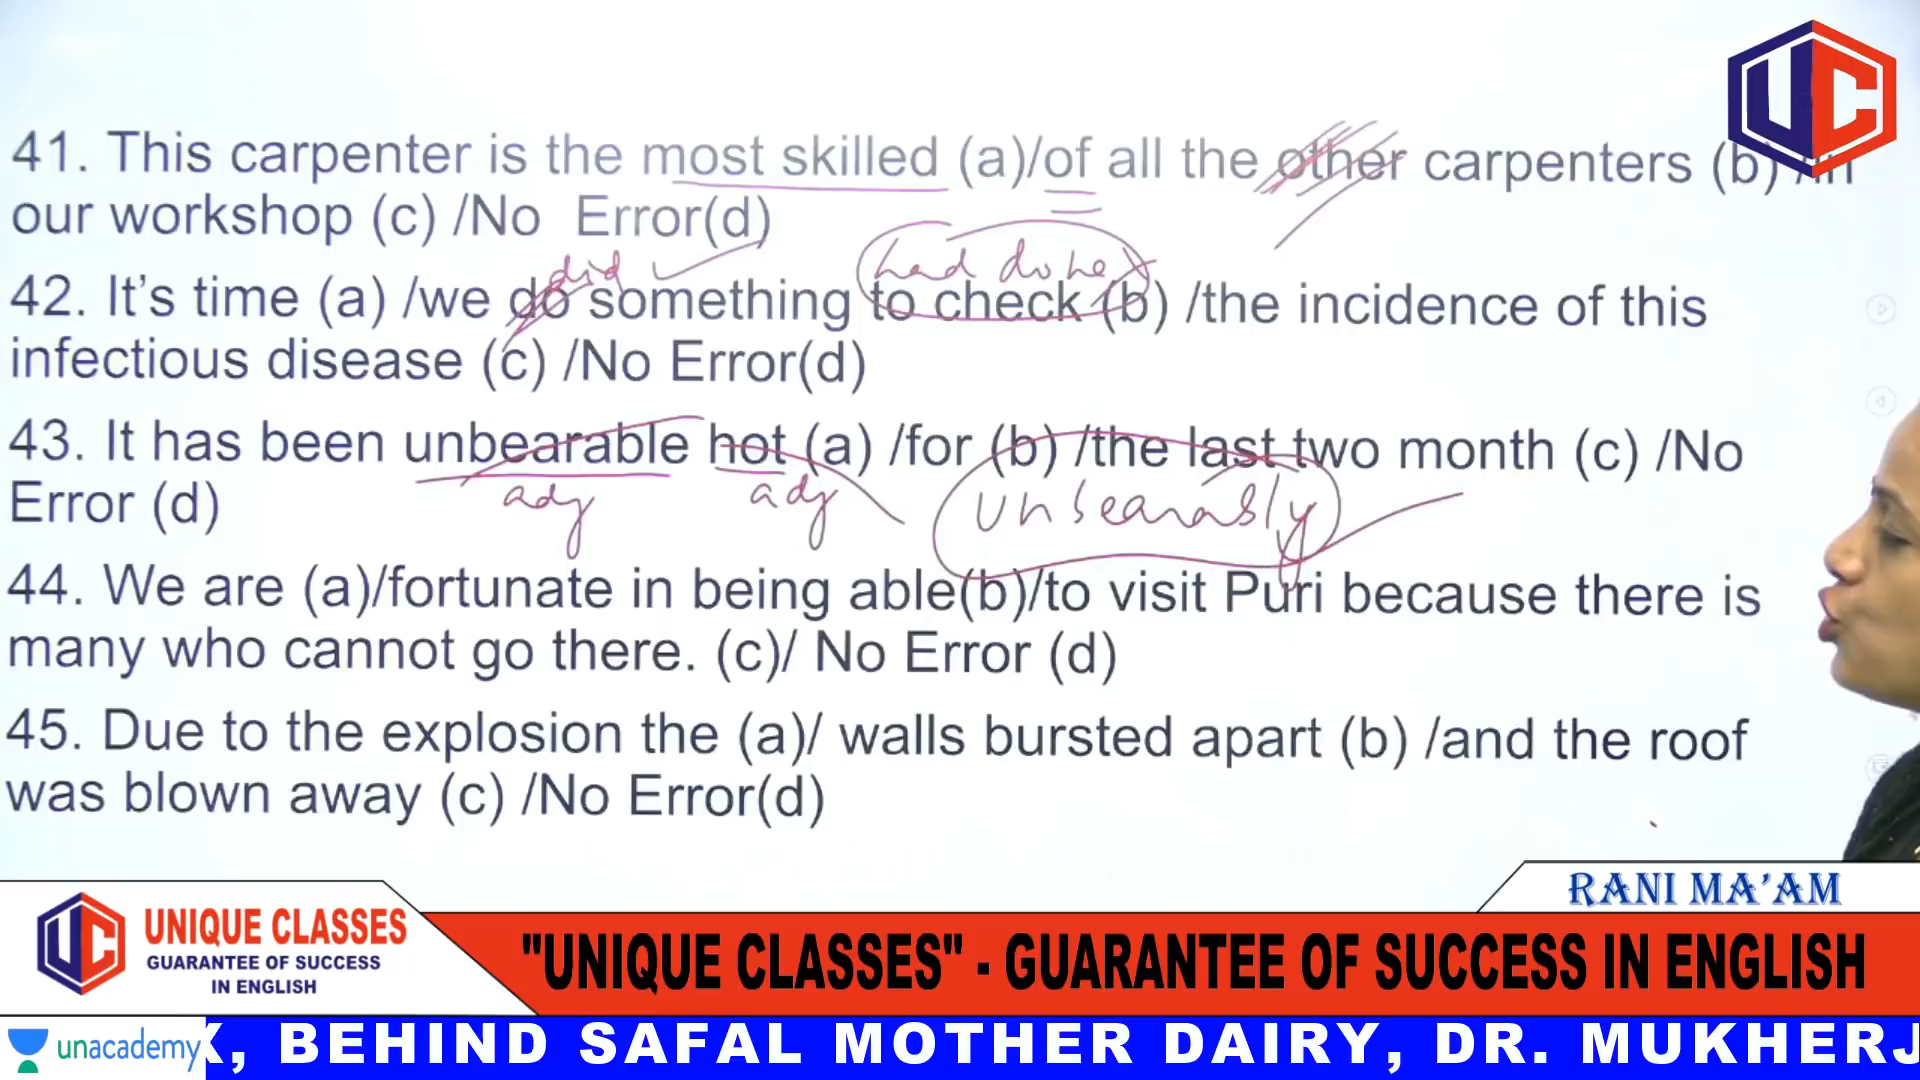 41. This carpenter is the most skilled (a)/of all the other carpenters (b) /in
our workshop (c) /No Error(d)
did had done
42. It's time (a) /we do something to check (b) /the incidence of this
infectious disease (c) /No Error(d)
43. It has been unbearable hot (a) /for (b) /the last two month (c) /No
Error (d)
adj adj unbearably
44. We are (a)/fortunate in being able(b)/to visit Puri because there is
many who cannot go there. (c)/ No Error (d)
45. Due to the explosion the (a)/ walls bursted apart (b) /and the roof
was blown away (c) /No Error(d)
UC
RANI MA'AM
UC
UNIQUE CLASSES
GUARANTEE OF SUCCESS
IN ENGLISH
"UNIQUE CLASSES" - GUARANTEE OF SUCCESS IN ENGLISH
unacademy
X, BEHIND SAFAL MOTHER DAIRY, DR. MUKHERJ